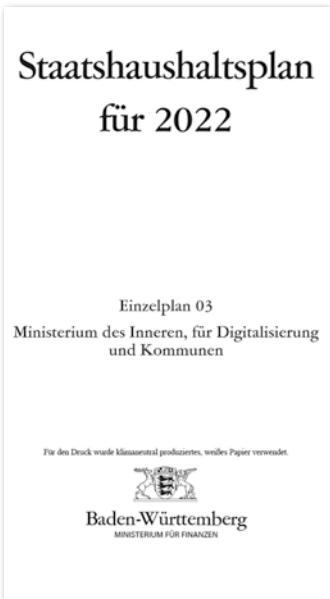 Staatshaushaltsplan
für 2022
Einzelplan 03
Ministerium des Inneren, für Digitalisierung
und Kommunen
Für den Druck wurde klimaneutral produziertes, weißes Papier verwendet.
Baden-Württemberg
MINISTERIUM FÜR FINANZEN